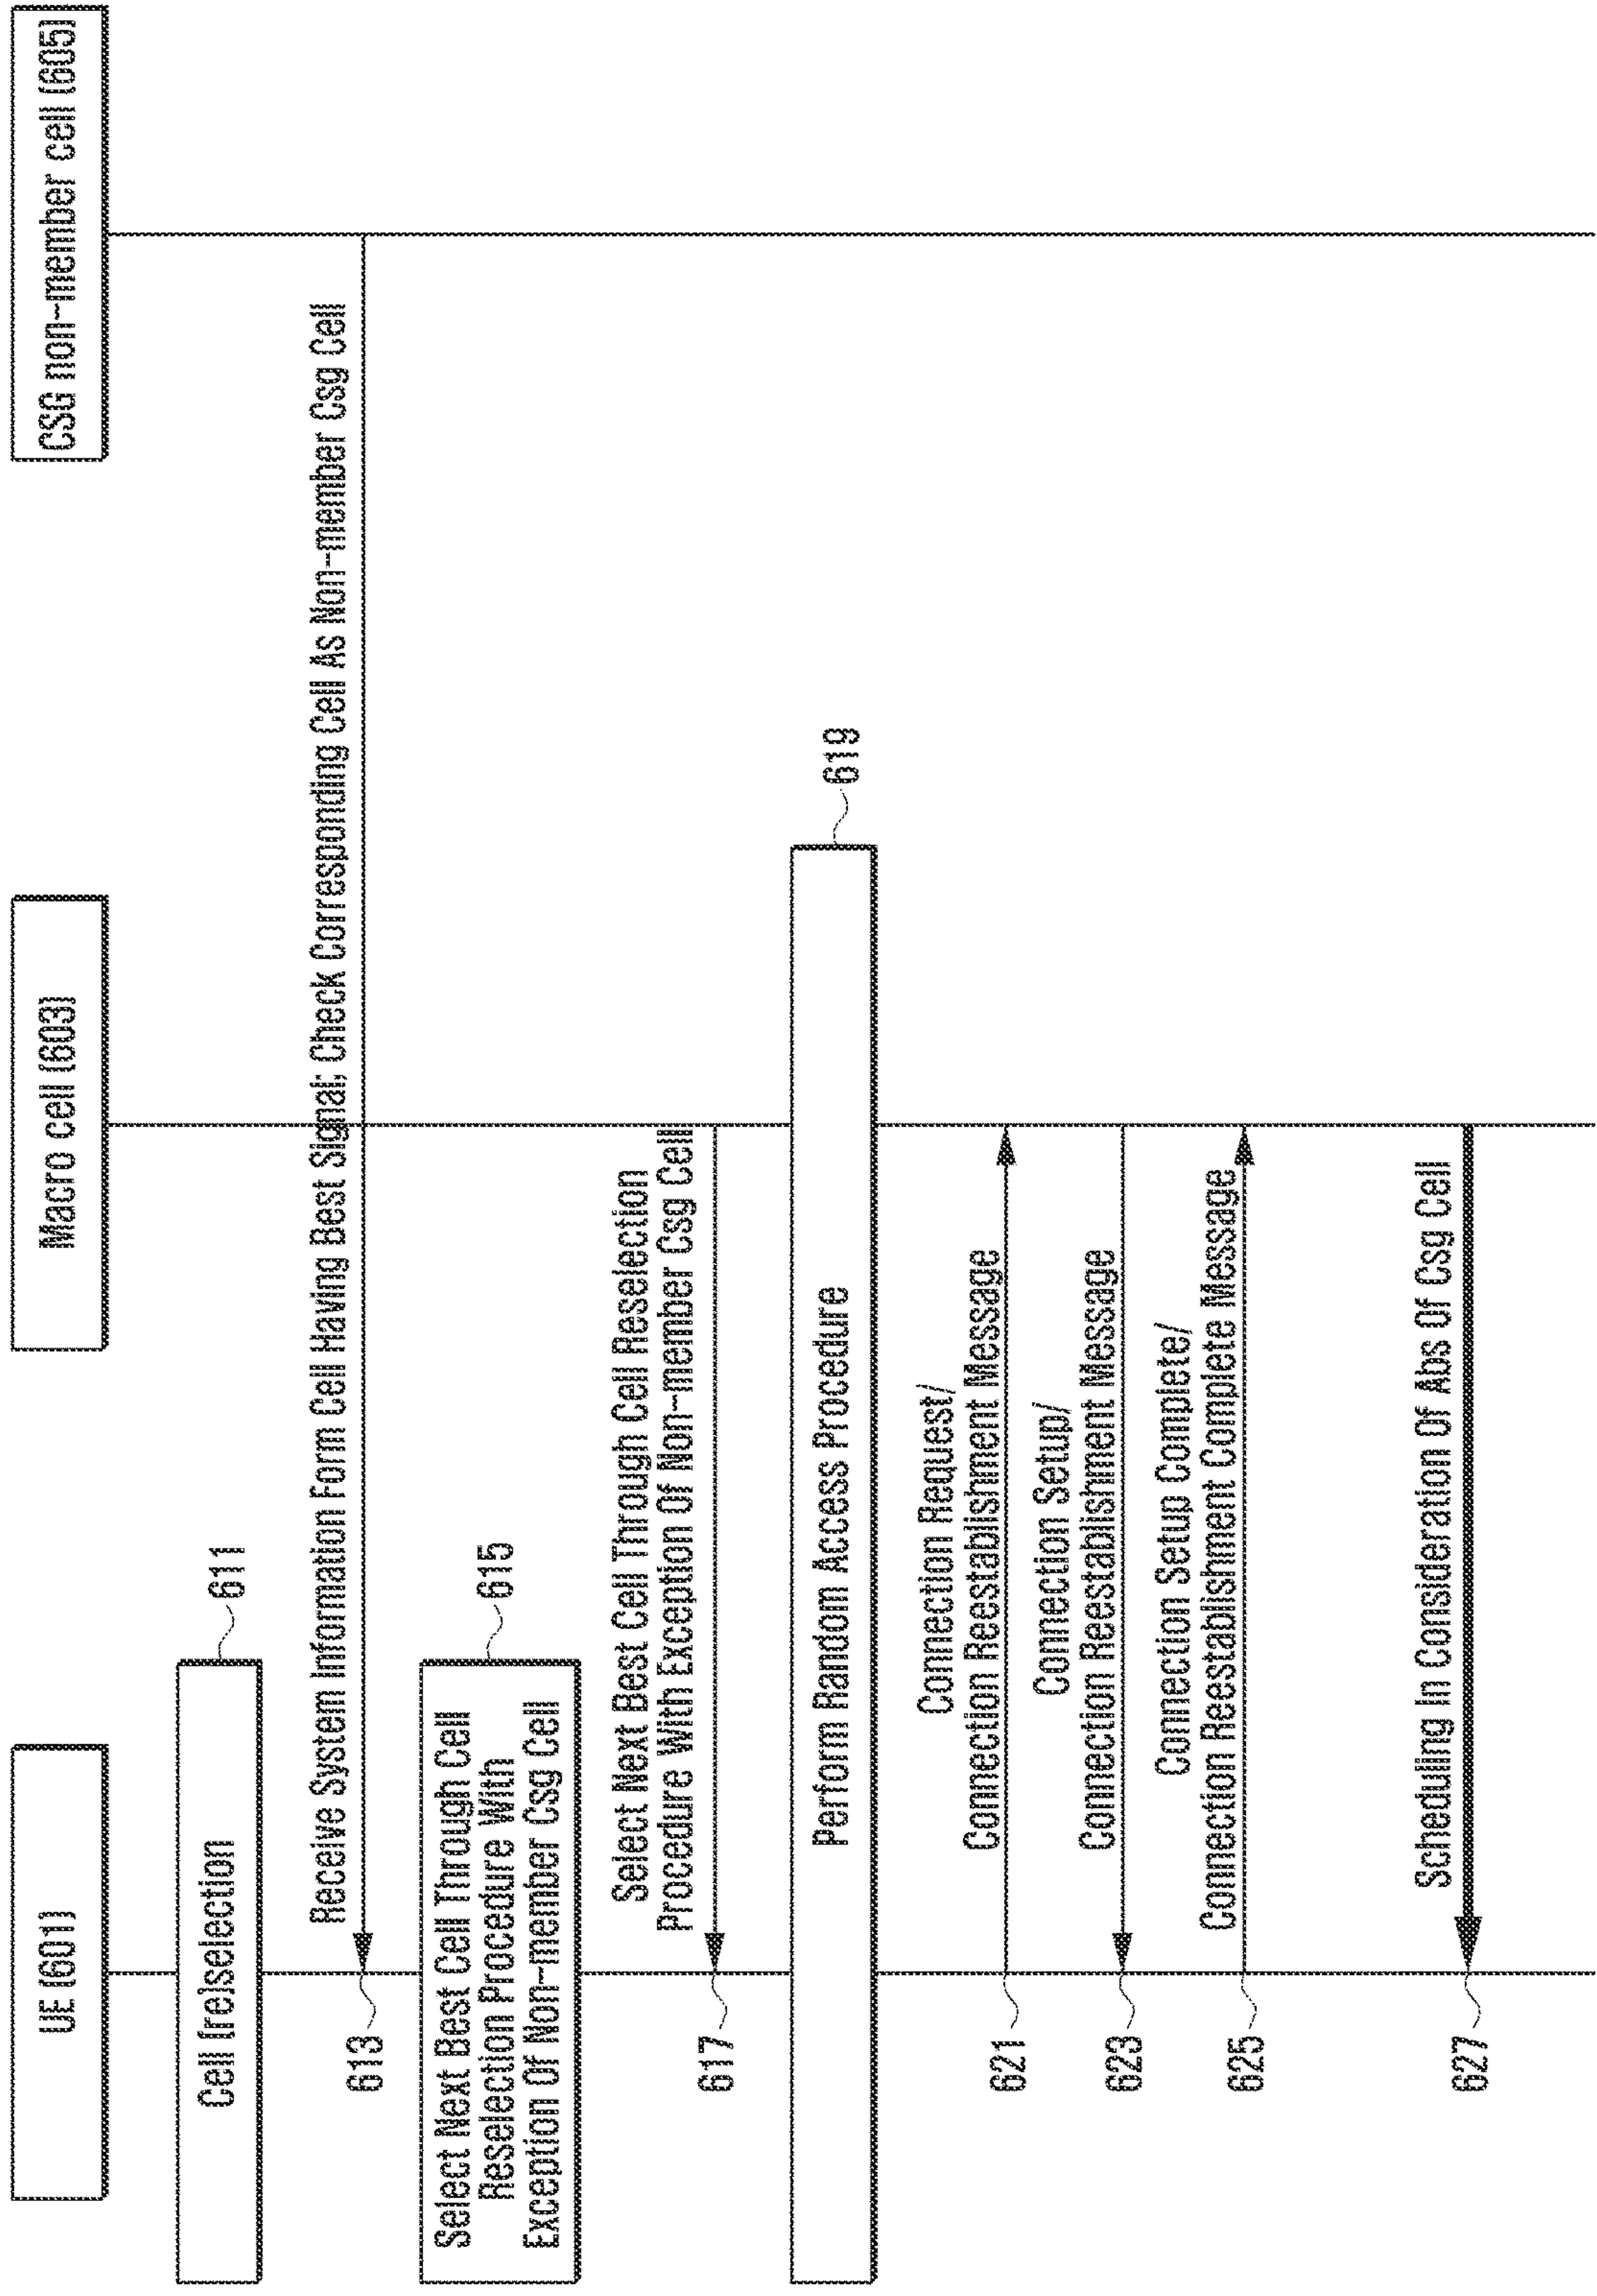 UE (601)
Macro cell (603)
CSG non-member cell (605)
Cell (re)selection
611
Receive System Information Form Cell Having Best Signal; Check Corresponding Cell As Non-member Csg Cell
613
Select Next Best Cell Through Cell
Reselection Procedure With
Exception Of Non-member Csg Cell
615
Select Next Best Cell Through Cell Reselection
Procedure With Exception Of Non-member Csg Cell
617
Perform Random Access Procedure
619
Connection Request/
Connection Reestablishment Message
621
Connection Setup/
Connection Reestablishment Message
623
Connection Setup Complete/
Connection Reestablishment Complete Message
625
Scheduling In Consideration Of Abs Of Csg Cell
627